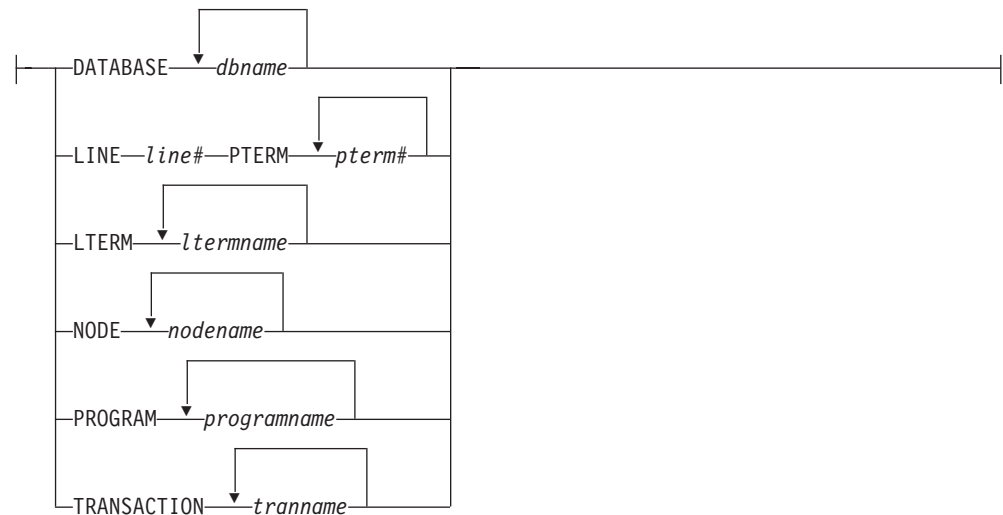 DATABASE dbname
LINE line# PTERM pterm#
LTERM ltermname
NODE nodename
PROGRAM programname
TRANSACTION tranname